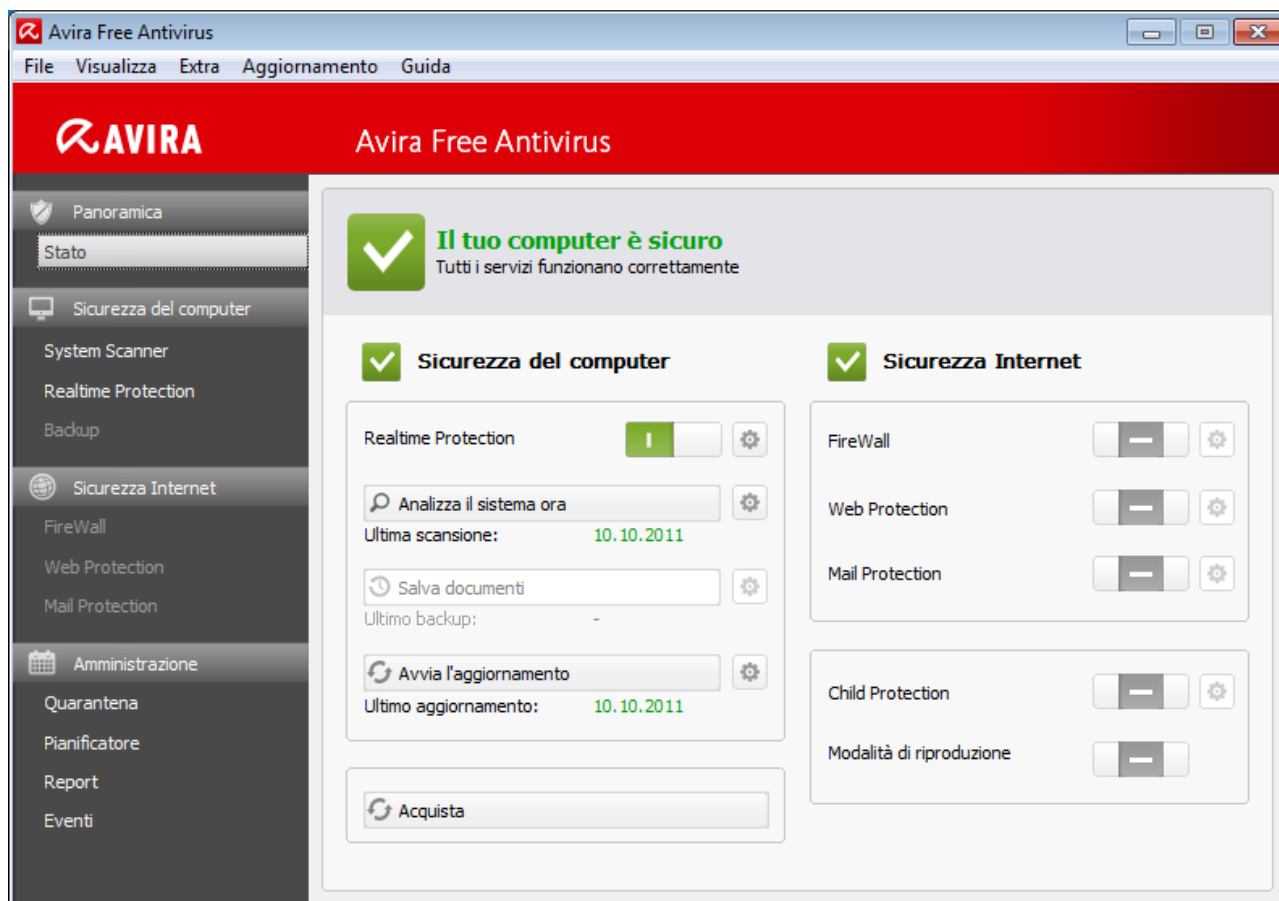 Avira Free Antivirus
File Visualizza Extra Aggiornamento Guida
AVIRA Avira Free Antivirus
Panoramica
Stato
Sicurezza del computer
System Scanner
Realtime Protection
Backup
Sicurezza Internet
FireWall
Web Protection
Mail Protection
Amministrazione
Quarantena
Pianificatore
Report
Eventi
Il tuo computer è sicuro
Tutti i servizi funzionano correttamente
Sicurezza del computer
Realtime Protection
Analizza il sistema ora
Ultima scansione: 10.10.2011
Salva documenti
Ultimo backup: -
Avvia l'aggiornamento
Ultimo aggiornamento: 10.10.2011
Acquista
Sicurezza Internet
FireWall
Web Protection
Mail Protection
Child Protection
Modalità di riproduzione